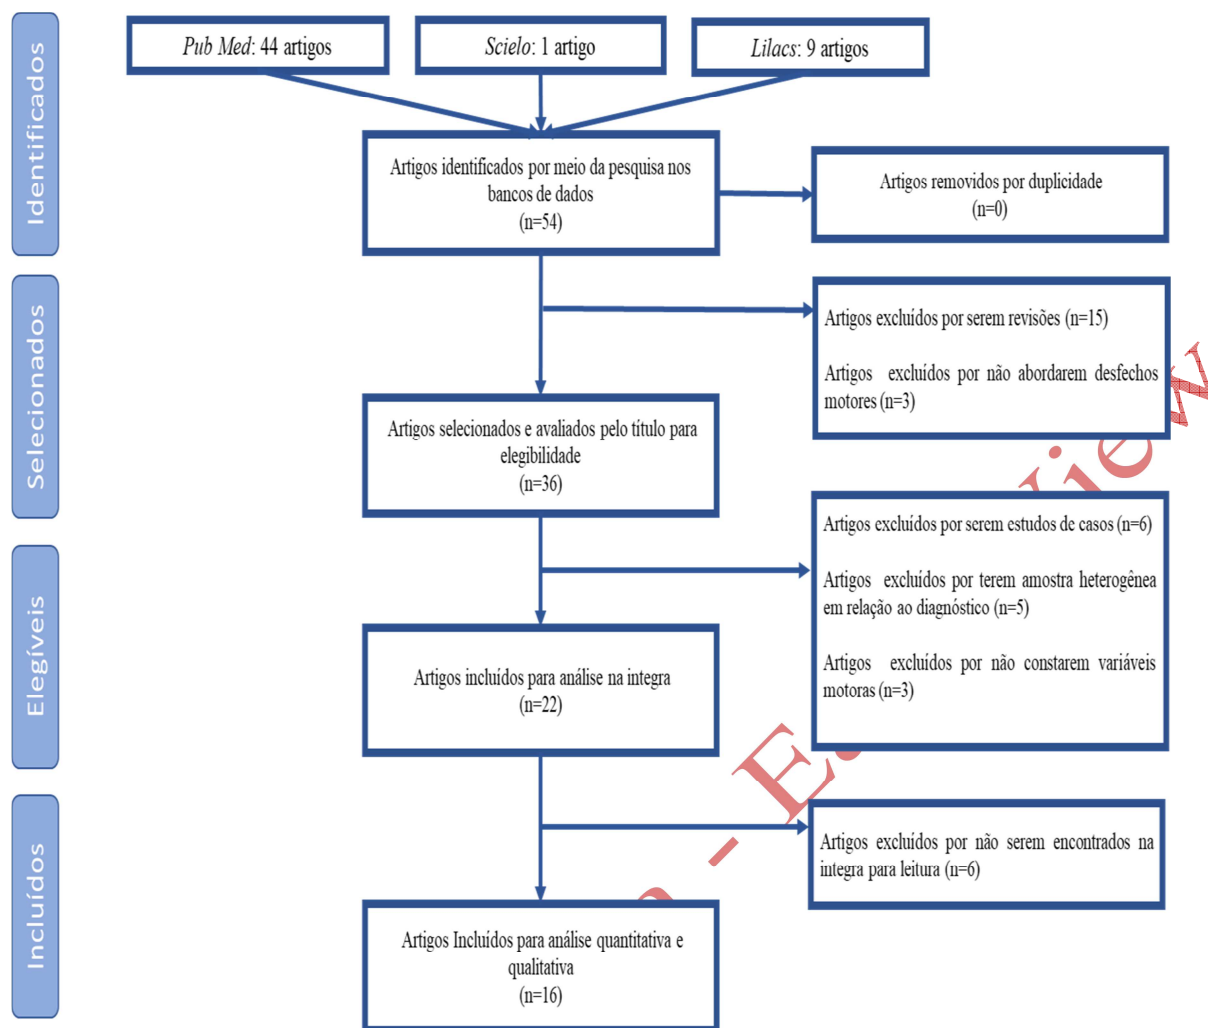 Identificados
Pub Med: 44 artigos
Scielo: 1 artigo
Lilacs: 9 artigos
Artigos identificados por meio da pesquisa nos
bancos de dados
(n=54)
Artigos removidos por duplicidade
(n=0)
Selecionados
Artigos excluídos por serem revisões (n=15)
Artigos excluídos por não abordarem desfechos
motores (n=3)
Artigos selecionados e avaliados pelo título para
elegibilidade
(n=36)
Elegíveis
Artigos excluídos por serem estudos de casos (n=6)
Artigos excluídos por terem amostra heterogênea
em relação ao diagnóstico (n=5)
Artigos excluídos por não constarem variáveis
motoras (n=3)
Artigos incluídos para análise na integra
(n=22)
Incluídos
Artigos excluídos por não serem encontrados na
integra para leitura (n=6)
Artigos Incluídos para análise quantitativa e
qualitativa
(n=16)